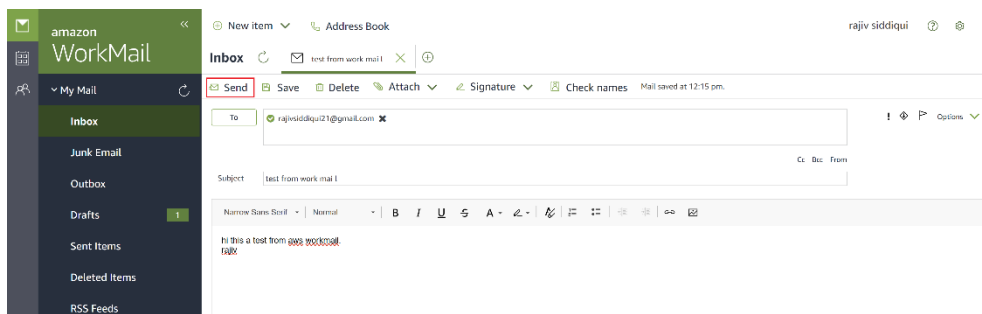 amazon
WorkMail
My Mail
Inbox
Junk Email
Outbox
Drafts 1
Sent Items
Deleted Items
RSS Feeds
New item Address Book rajiv siddiqui
Inbox test from work mai l
Send Save Delete Attach Signature Check names Mail saved at 12:15 pm.
To rajivsiddiqui21@gmail.com Options
Cc Bcc From
Subject test from work mai l
Narrow Sans Serif Normal B I U S A
hi this a test from aws workmail.
rajiv